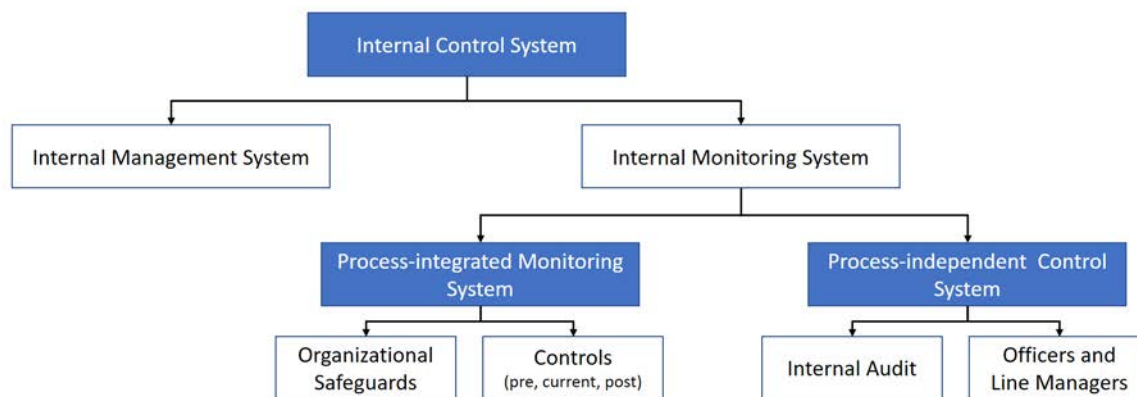 Internal Control System
Internal Management System
Internal Monitoring System
Process-integrated Monitoring
System
Process-independent Control
System
Organizational
Safeguards
Controls
(pre, current, post)
Internal Audit
Officers and
Line Managers